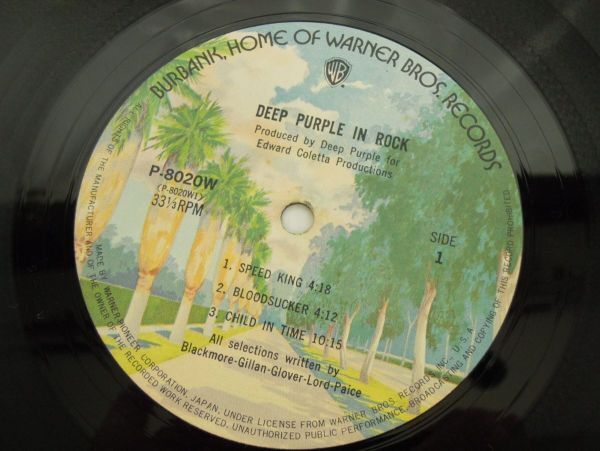 BURBANK, HOME OF WARNER BROS. RECORDS
WB
DEEP PURPLE IN ROCK
Produced by Deep Purple for
Edward Coletta Productions
P-8020W
(P-8020W1)
33⅓RPM
SIDE
1
1. SPEED KING 4:18
2. BLOODSUCKER 4:12
3. CHILD IN TIME 10:15
All selections written by
Blackmore-Gillan-Glover-Lord-Paice
MADE BY WARNER-PIONEER CORPORATION, JAPAN, UNDER LICENSE FROM WARNER BROS. RECORDS INC., U.S.A.
ALL RIGHTS OF THE MANUFACTURER AND OF THE OWNER OF THE RECORDED WORK RESERVED. UNAUTHORIZED PUBLIC PERFORMANCE, BROADCASTING AND COPYING OF THIS RECORD PROHIBITED.